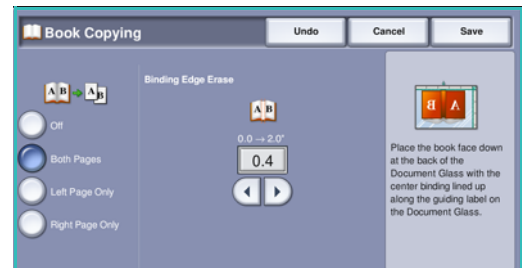 Book Copying
Undo
Cancel
Save
A B A B
Off
Both Pages
Left Page Only
Right Page Only
Binding Edge Erase
A B
0.0 → 2.0"
0.4
B A
Place the book face down
at the back of the
Document Glass with the
center binding lined up
along the guiding label on
the Document Glass.